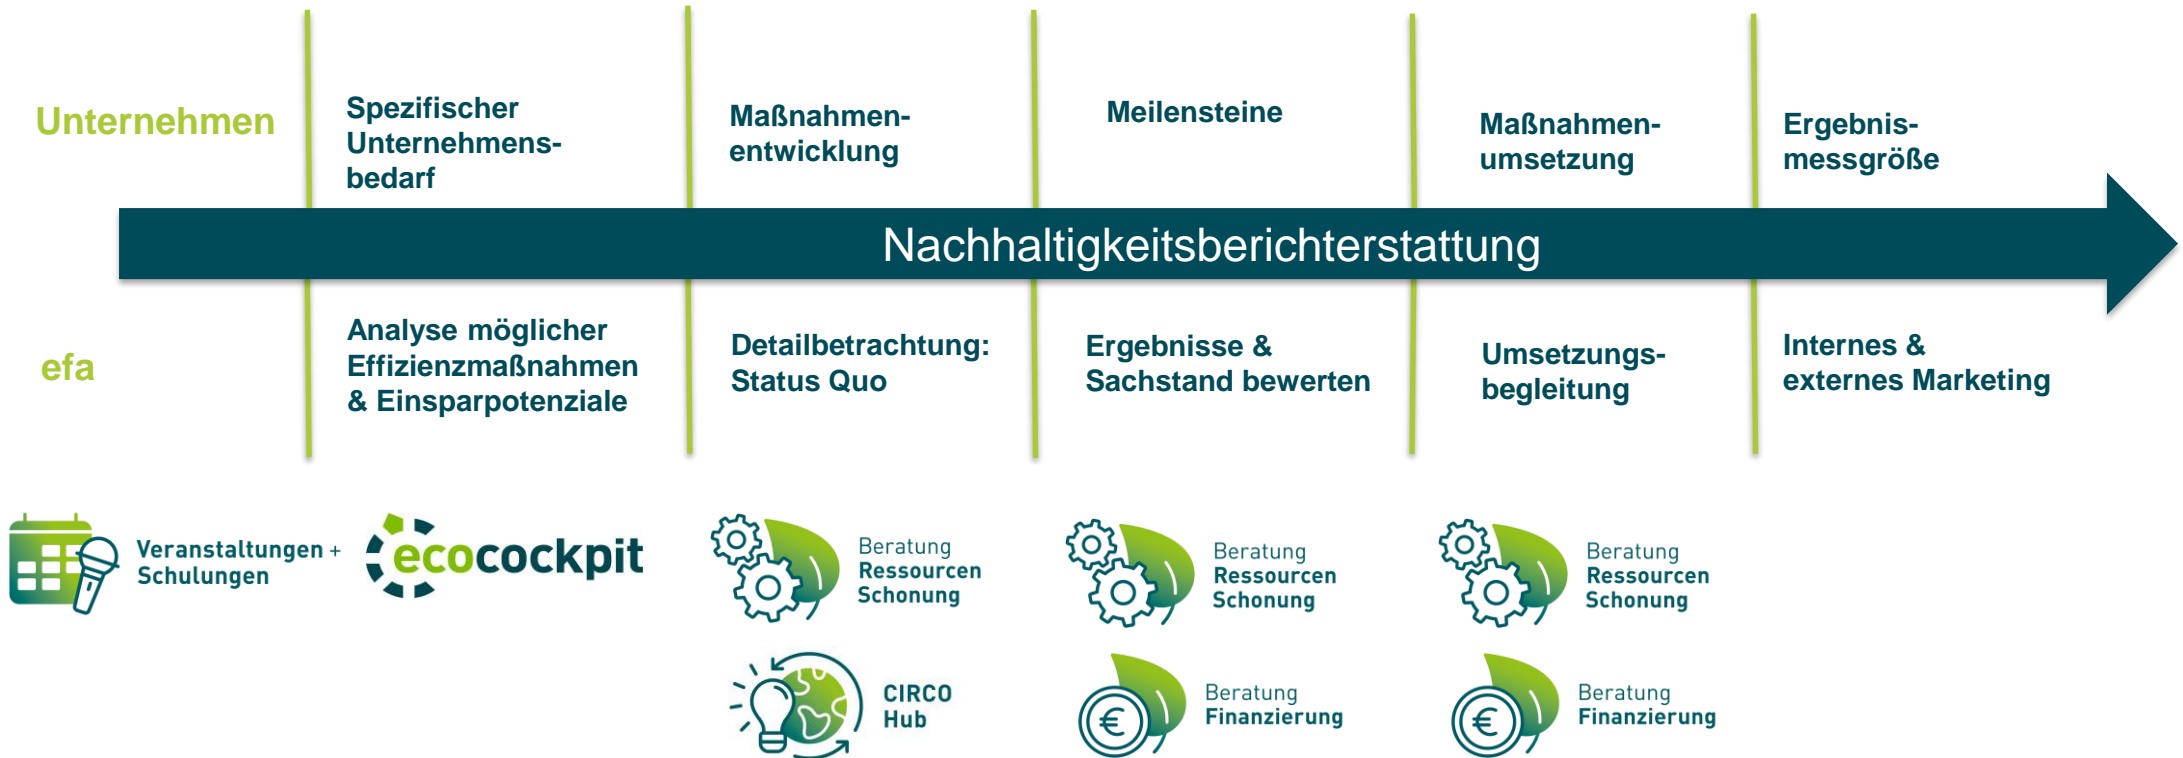 Unternehmen
Spezifischer
Unternehmens-
bedarf
Maßnahmen-
entwicklung
Meilensteine
Maßnahmen-
umsetzung
Ergebnis-
messgröße
Nachhaltigkeitsberichterstattung
efa
Analyse möglicher
Effizienzmaßnahmen
& Einsparpotenziale
Detailbetrachtung:
Status Quo
Ergebnisse &
Sachstand bewerten
Umsetzungs-
begleitung
Internes &
externes Marketing
Veranstaltungen +
Schulungen
ecocockpit
Beratung
Ressourcen
Schonung
Beratung
Ressourcen
Schonung
Beratung
Ressourcen
Schonung
CIRCO
Hub
€
Beratung
Finanzierung
€
Beratung
Finanzierung